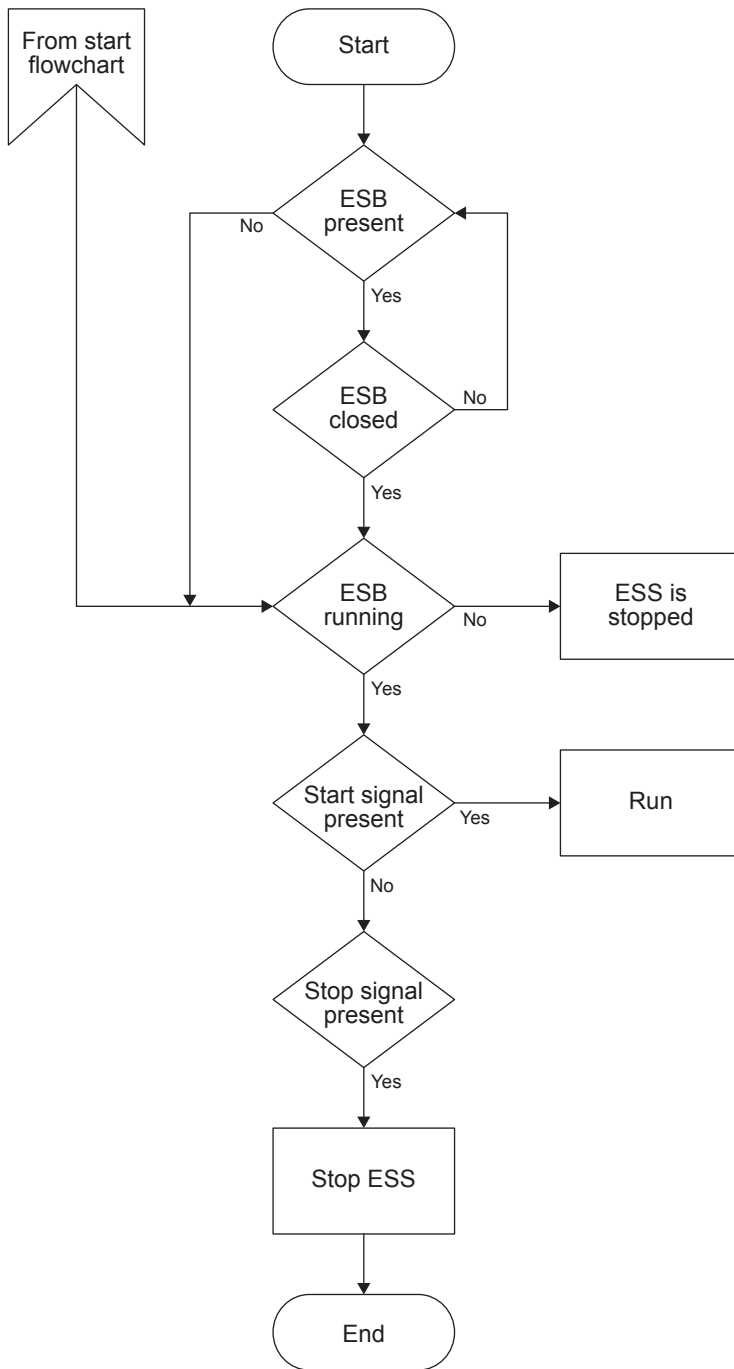 From start
flowchart
Start
ESB
present
No
Yes
ESB
closed
No
Yes
ESB
running
No
ESS is
stopped
Yes
Start signal
present
Yes
Run
No
Stop signal
present
Yes
Stop ESS
End